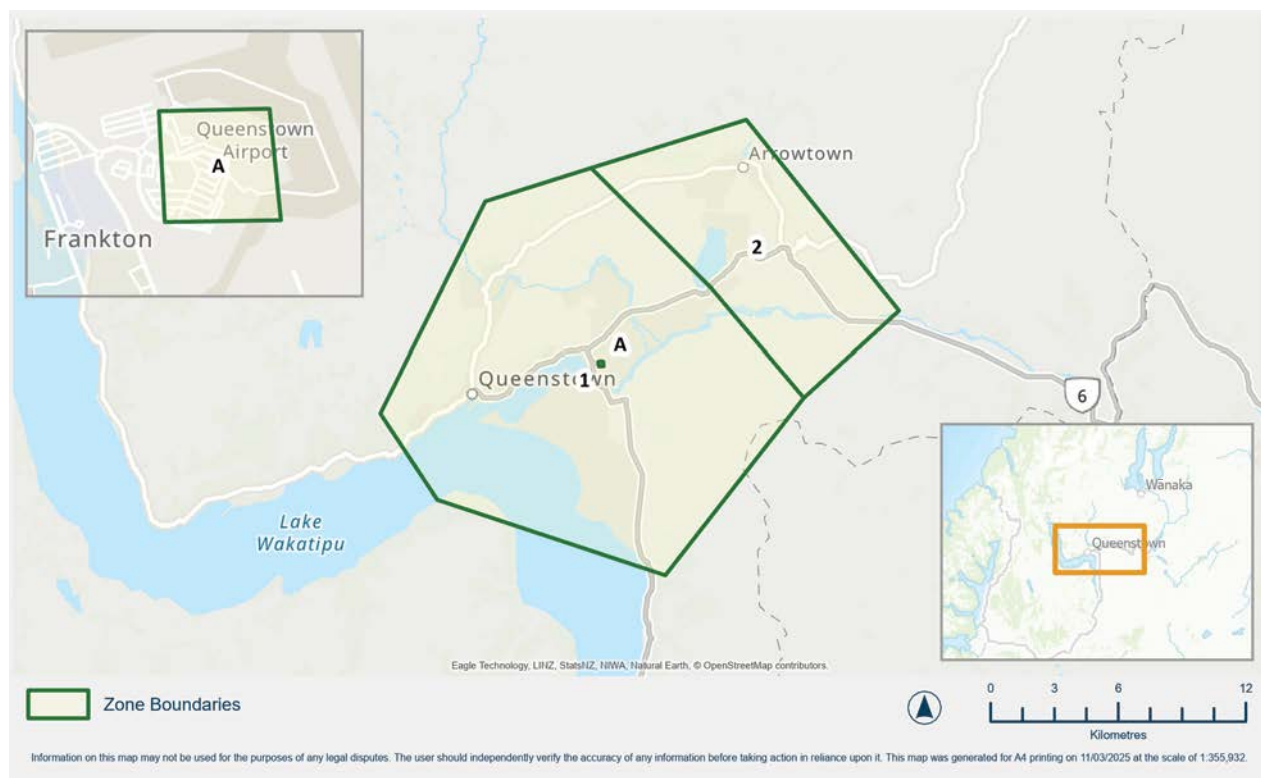 Queenstown
Airport
A
Frankton
Arrowtown
2
A
Queenstown
1
6
Lake
Wakatipu
Wānaka
Queenstown
Eagle Technology, LINZ, StatsNZ, NIWA, Natural Earth, © OpenStreetMap contributors.
Zone Boundaries
0 3 6 12
Kilometres
Information on this map may not be used for the purposes of any legal disputes. The user should independently verify the accuracy of any information before taking action in reliance upon it. This map was generated for A4 printing on 11/03/2025 at the scale of 1:355,932.